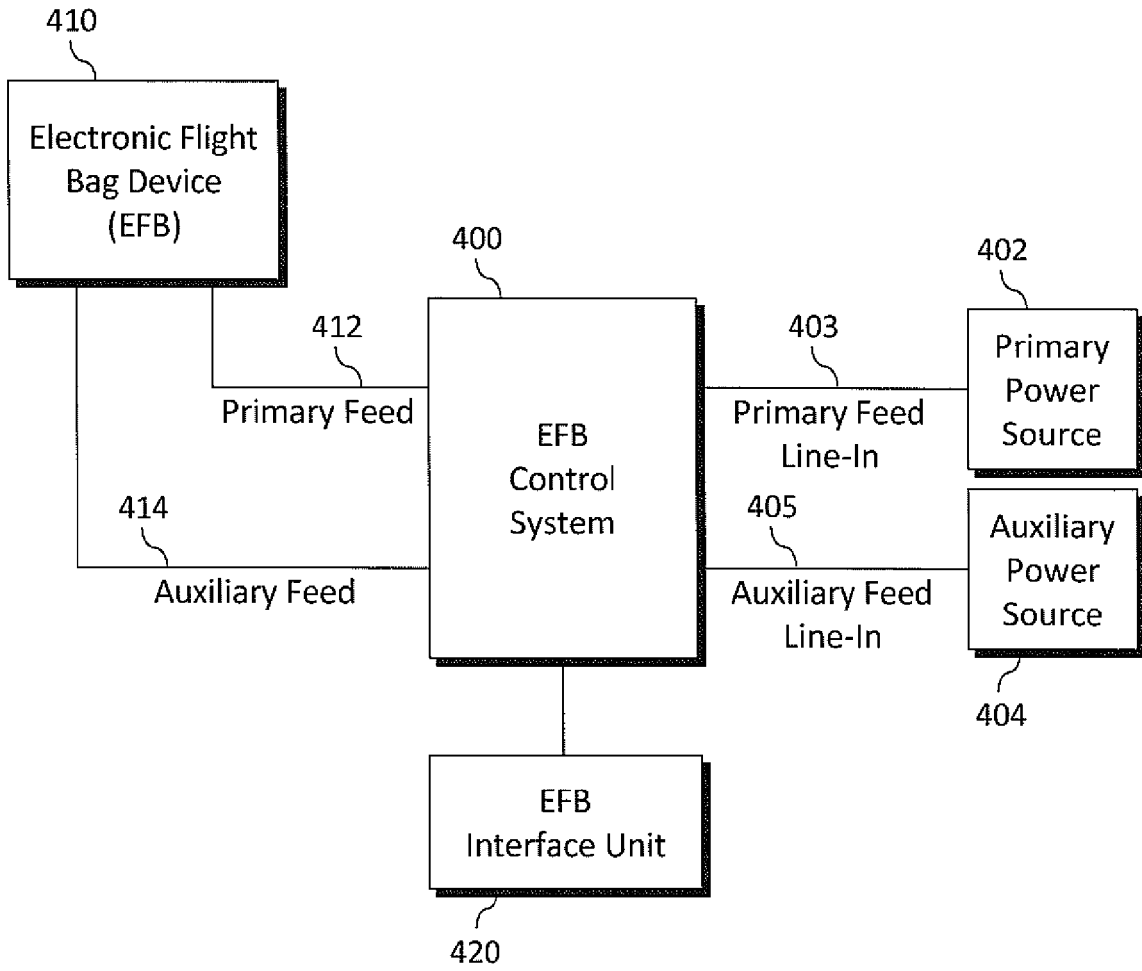 410
Electronic Flight
Bag Device
(EFB)
400
402
412
403
Primary
Power
Source
Primary Feed
Primary Feed
Line-In
EFB
Control
System
414
405
Auxiliary
Power
Source
Auxiliary Feed
Auxiliary Feed
Line-In
404
EFB
Interface Unit
420